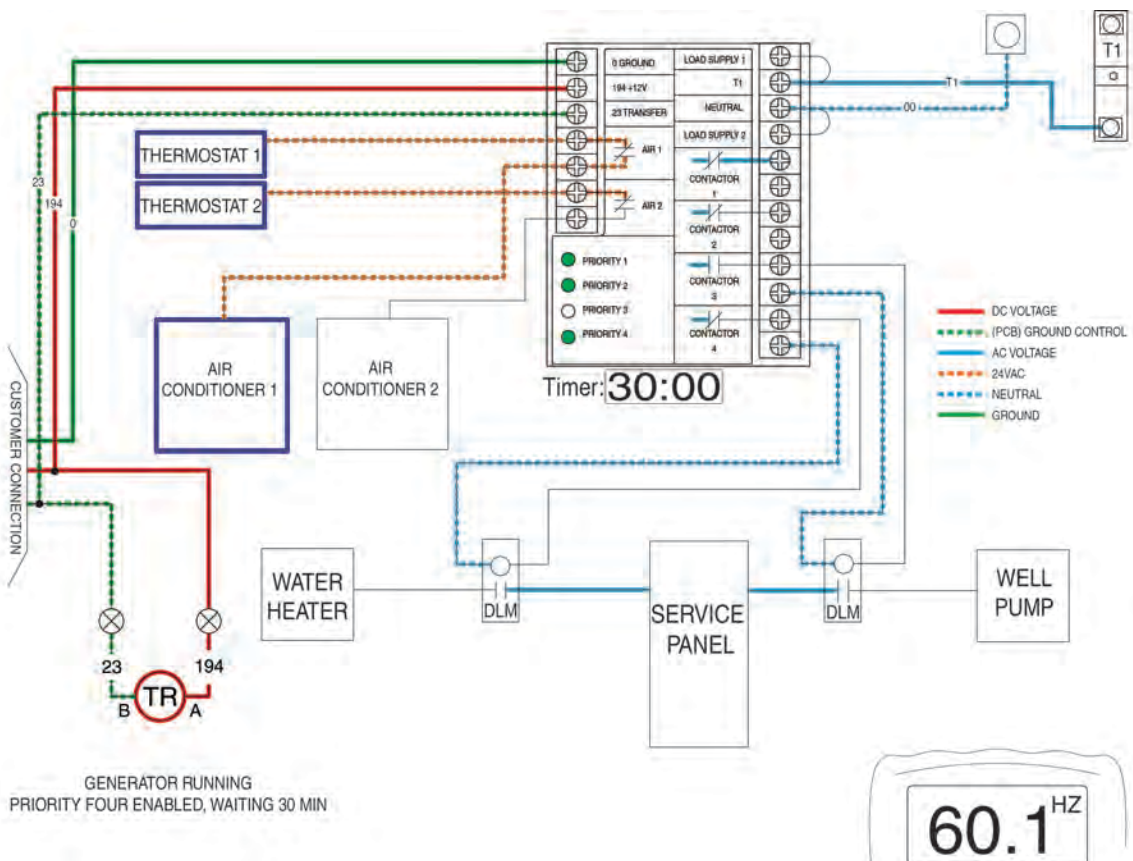 0 GROUND
LOAD SUPPLY 1
194 +12V
T1
23 TRANSFER
NEUTRAL
LOAD SUPPLY 2
AIR 1
CONTACTOR
1
AIR 2
CONTACTOR
2
PRIORITY 1
PRIORITY 2
CONTACTOR
3
PRIORITY 3
PRIORITY 4
CONTACTOR
4
Timer: 30:00
T1
00
T1
THERMOSTAT 1
THERMOSTAT 2
23
194
0
AIR
CONDITIONER 1
AIR
CONDITIONER 2
DC VOLTAGE
(PCB) GROUND CONTROL
AC VOLTAGE
24VAC
NEUTRAL
GROUND
CUSTOMER CONNECTION
WATER
HEATER
DLM
SERVICE
PANEL
DLM
WELL
PUMP
23
194
B
TR
A
GENERATOR RUNNING
PRIORITY FOUR ENABLED, WAITING 30 MIN
60.1 HZ